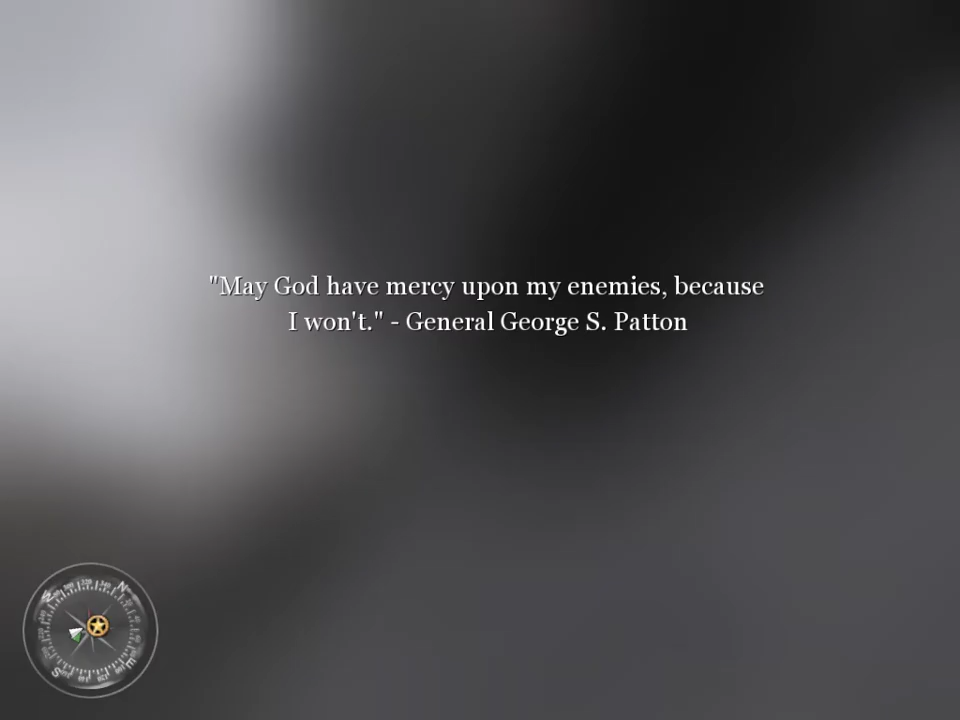 "May God have mercy upon my enemies, because
I won't." - General George S. Patton
N
E
S